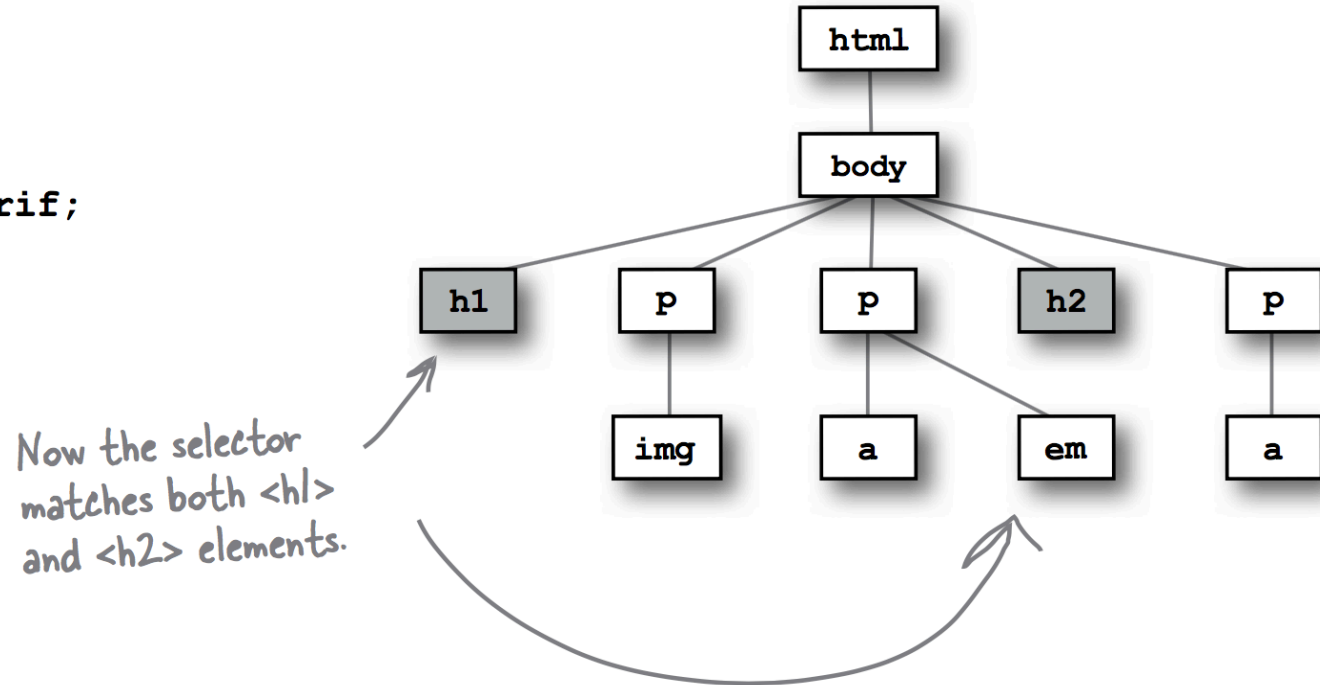 html
body
rif;
h1 p p h2 p
img a em a
Now the selector
matches both <h1>
and <h2> elements.